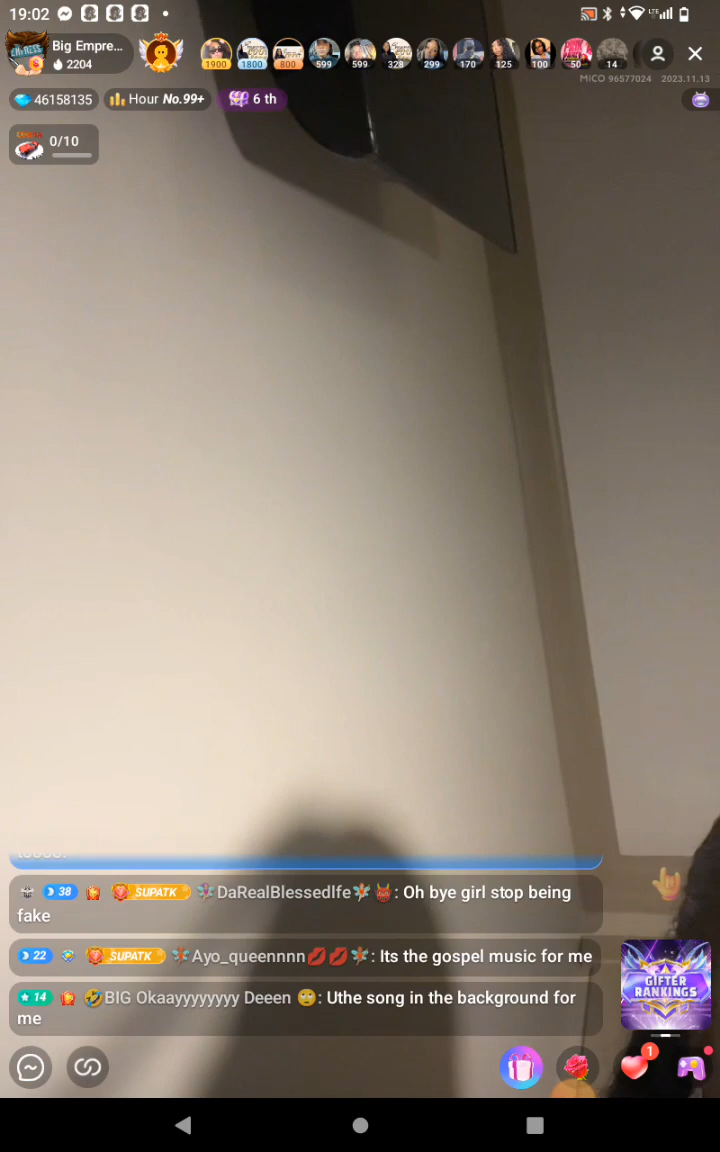 19:02
LTE
Big Empre...
2204
1900
1800
800
599
599
328
299
170
125
100
50
14
MICO 96577024 2023.11.13
46158135
Hour No.99+
6 th
0/10
38 SUPATK DaRealBlessedIfe: Oh bye girl stop being
fake
22 SUPATK Ayo_queennnn💋💋: Its the gospel music for me
14 🤣BIG Okaayyyyyyyy Deeen 🙄: Uthe song in the background for
me
GIFTER
RANKINGS
1